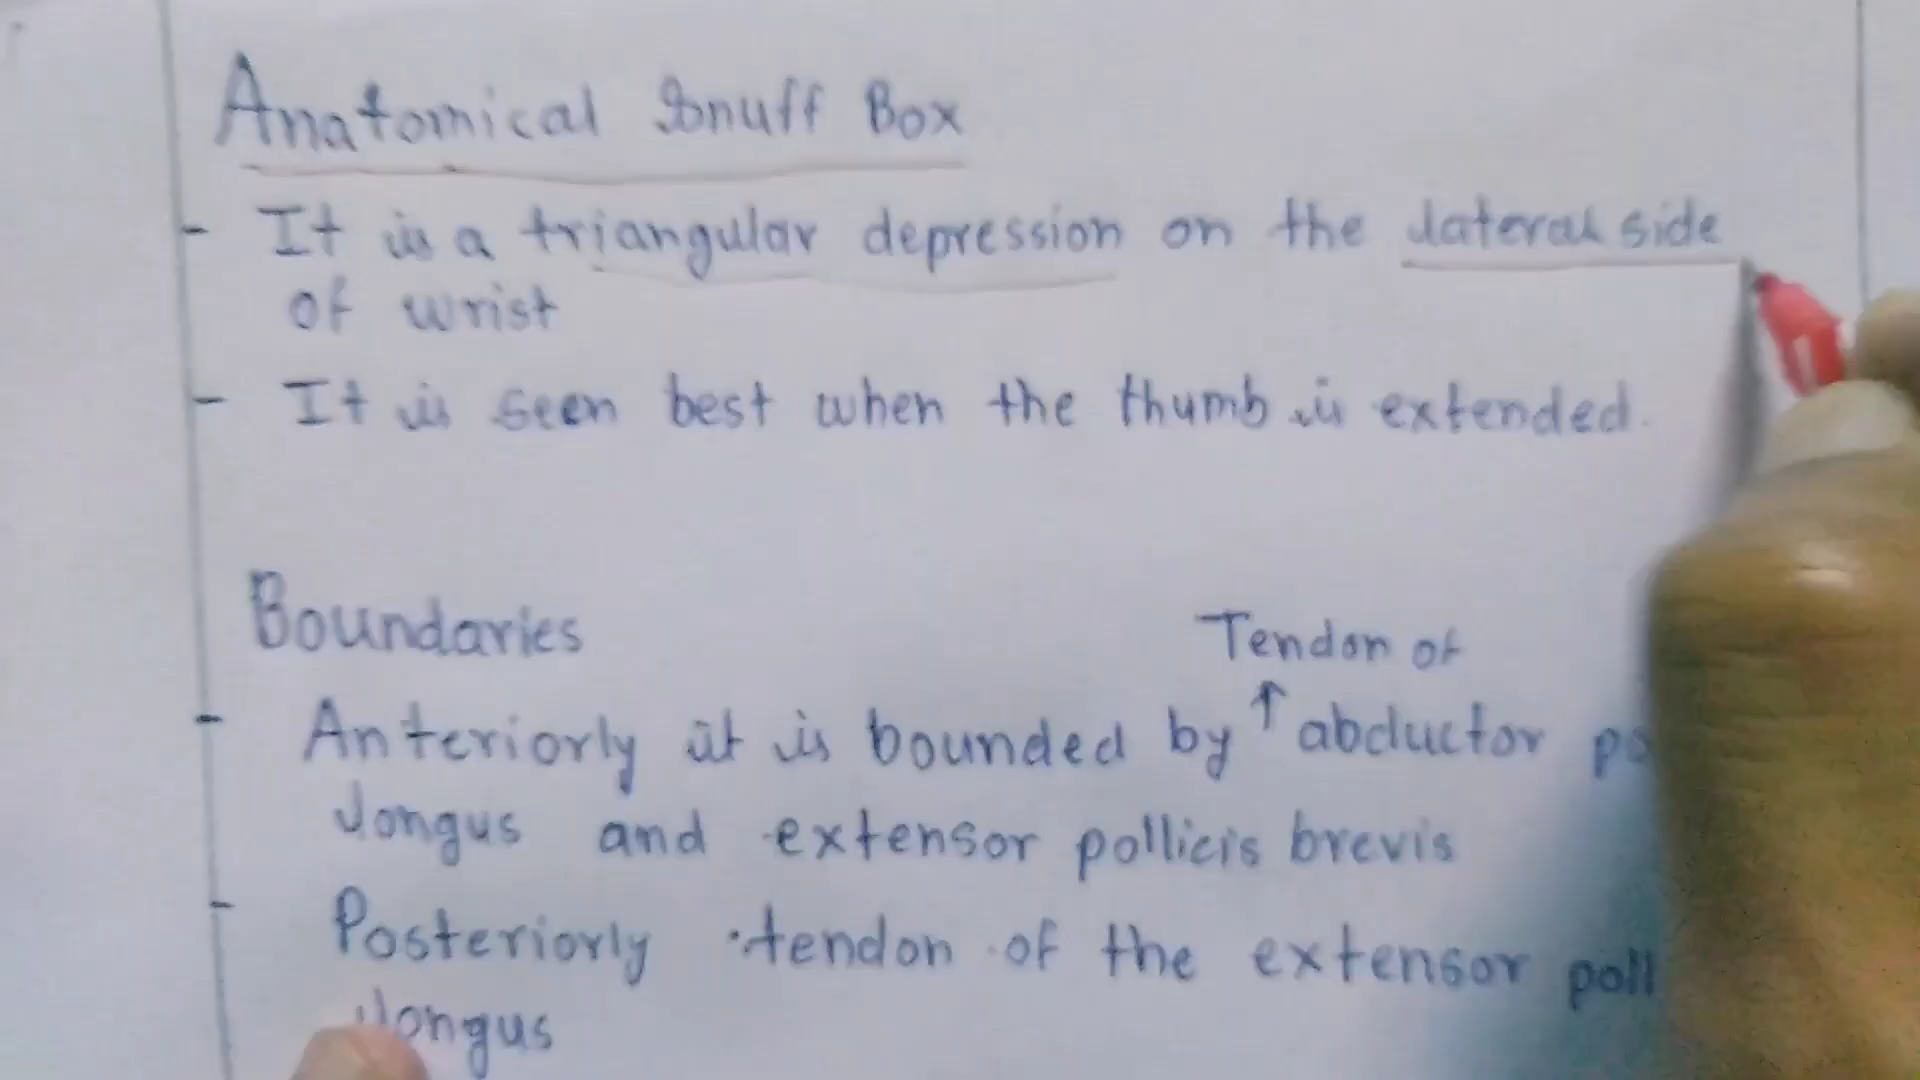 Anatomical Snuff Box
- It is a triangular depression on the lateral side
of wrist
- It is seen best when the thumb is extended.
Boundaries
Tendon of
- Anteriorly it is bounded by ↑ abductor po
longus and extensor pollicis brevis
- Posteriorly tendon of the extensor poll
longus